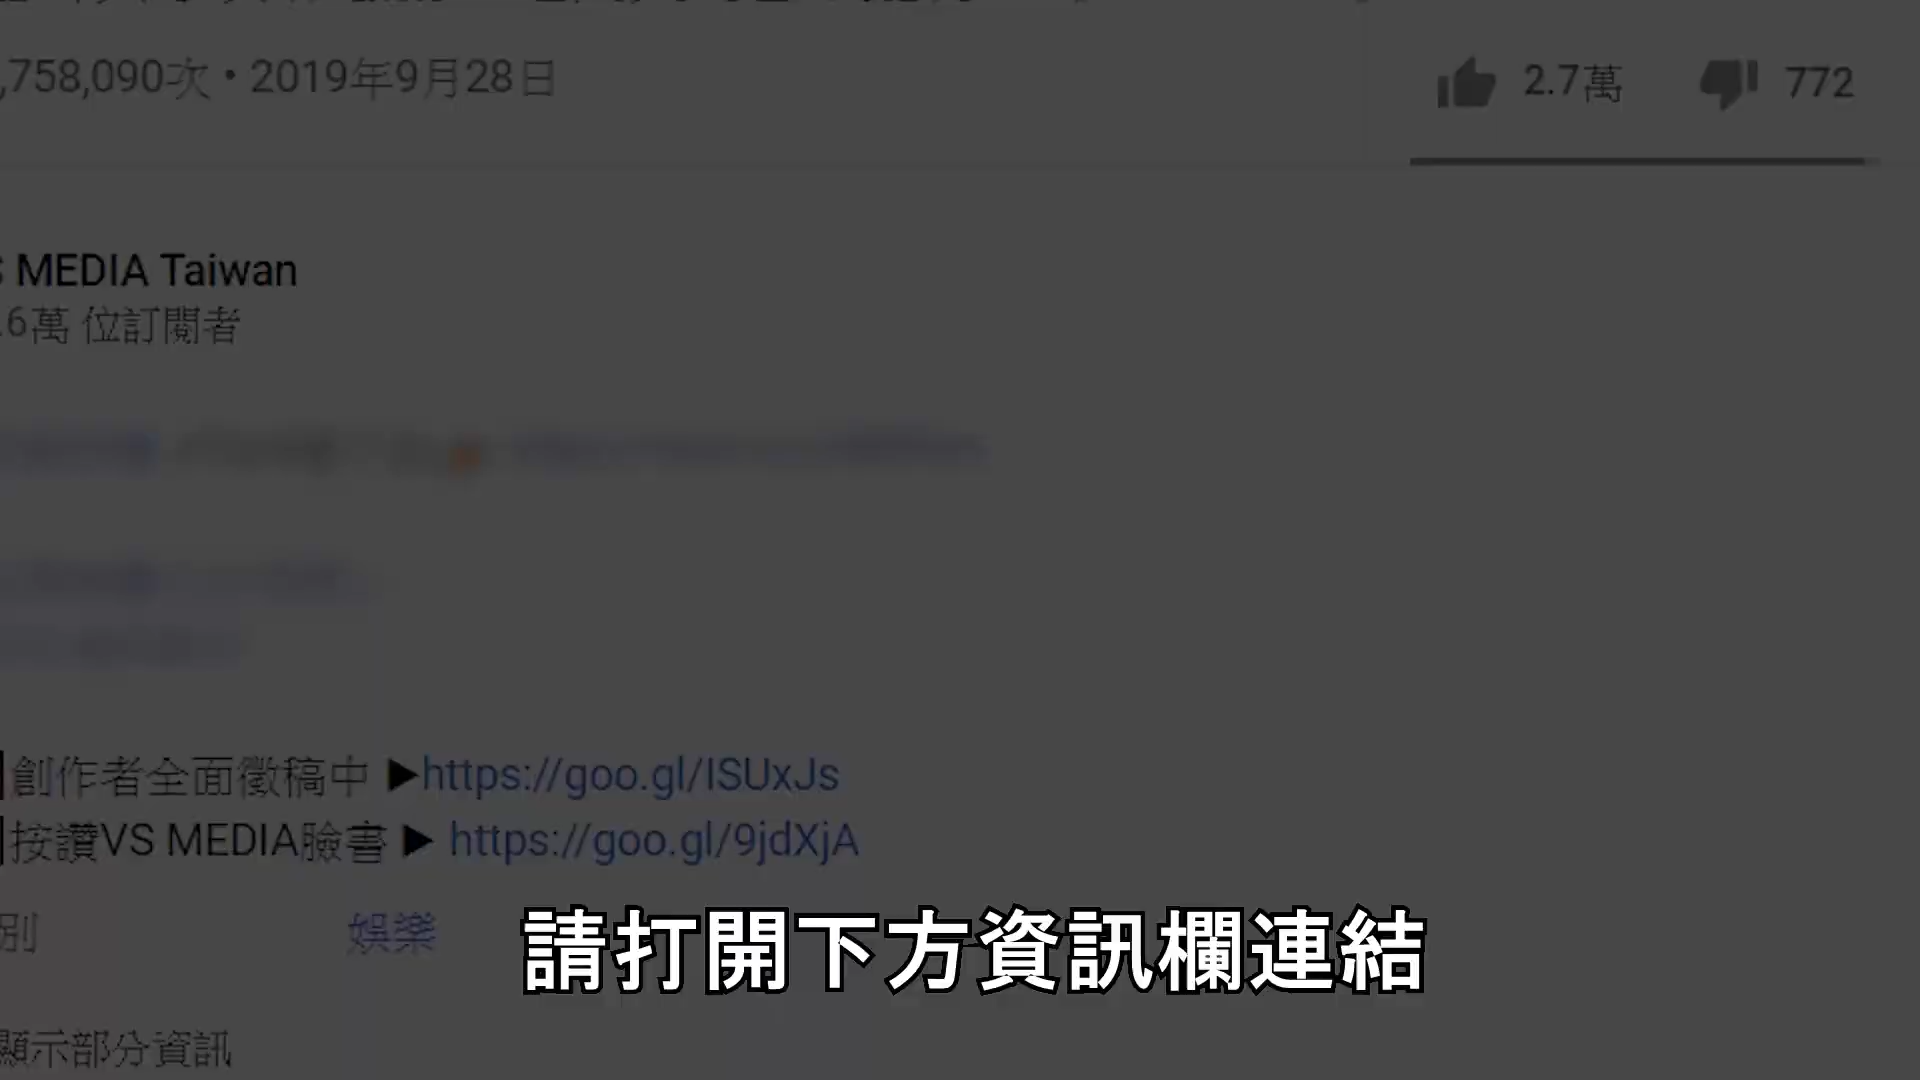 ,758,090次 • 2019年9月28日
2.7萬 772
S MEDIA Taiwan
.6萬 位訂閱者
創作者全面徵稿中 ▶https://goo.gl/ISUxJs
按讚VS MEDIA臉書 ▶ https://goo.gl/9jdXjA
別 娛樂
請打開下方資訊欄連結
顯示部分資訊